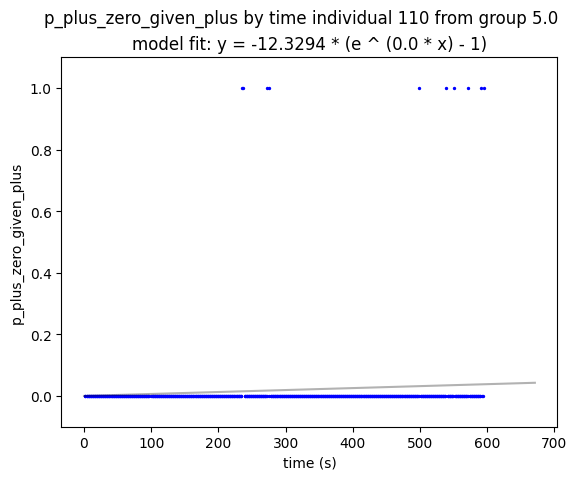 p_plus_zero_given_plus by time individual 110 from group 5.0
model fit: y = -12.3294 * (e ^ (0.0 * x) - 1)
1.0
0.8
0.6
0.4
0.2
0.0
p_plus_zero_given_plus
0 100 200 300 400 500 600 700
time (s)